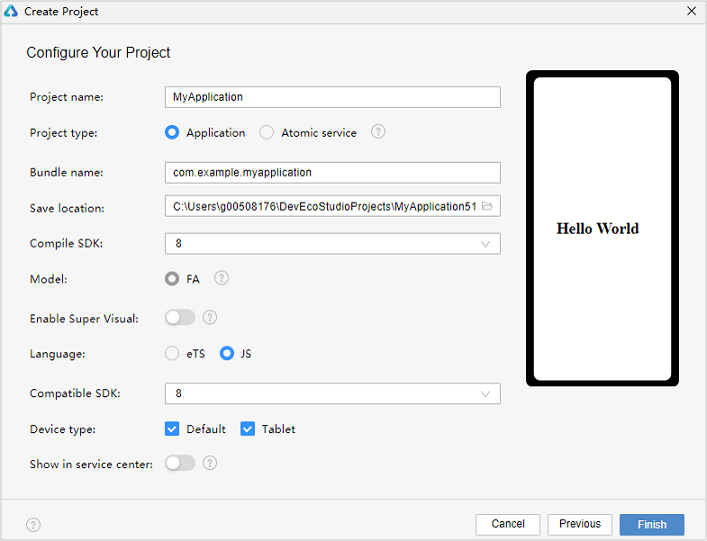 Create Project
Configure Your Project
Project name: MyApplication
Project type: Application Atomic service ?
Bundle name: com.example.myapplication
Save location: C:\Users\g00508176\DevEcoStudioProjects\MyApplication51
Compile SDK: 8
Model: FA ?
Enable Super Visual: ?
Language: eTS JS
Compatible SDK: 8
Device type: Default Tablet
Show in service center: ?
Hello World
? Cancel Previous Finish